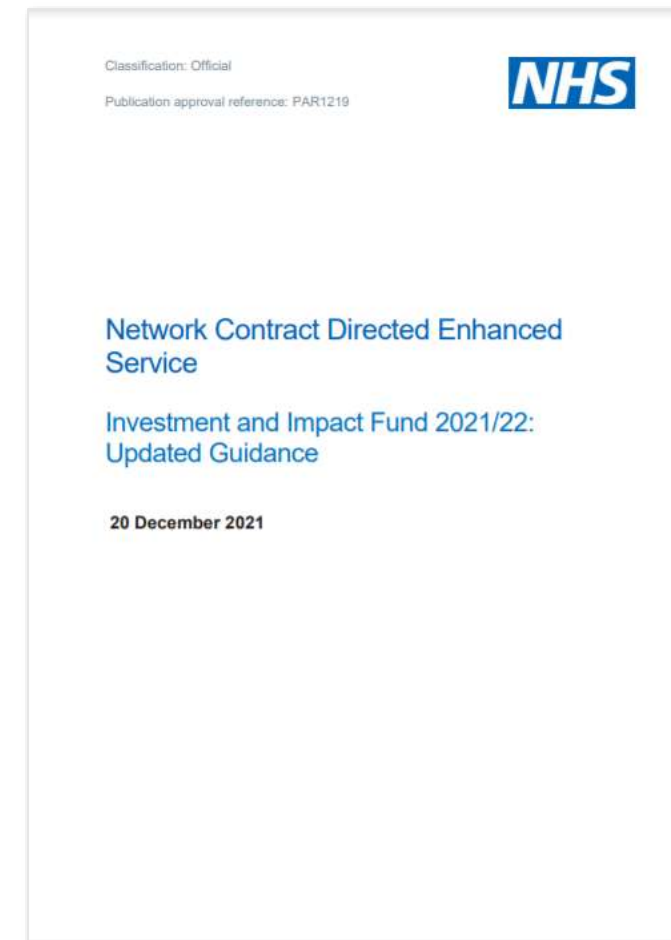 Classification: Official
NHS
Publication approval reference: PAR1219
Network Contract Directed Enhanced
Service
Investment and Impact Fund 2021/22:
Updated Guidance
20 December 2021